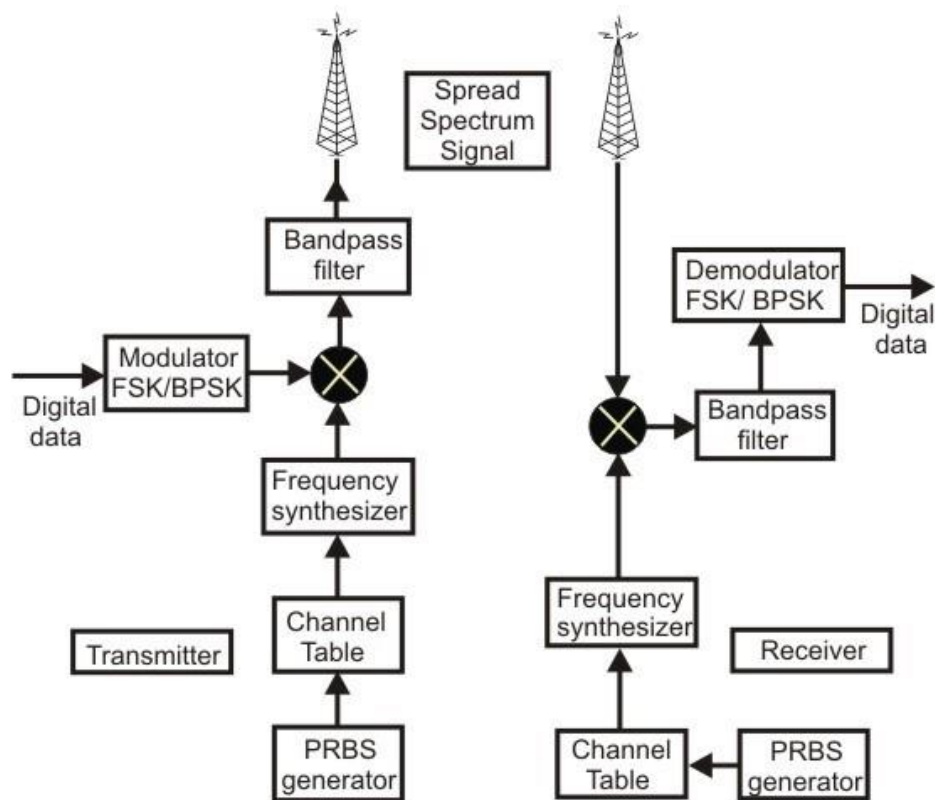 Spread
Spectrum
Signal
Bandpass
filter
Modulator
FSK/BPSK
Digital
data
Frequency
synthesizer
Channel
Table
Transmitter
PRBS
generator
Demodulator
FSK/ BPSK
Digital
data
Bandpass
filter
Frequency
synthesizer
Receiver
Channel
Table
PRBS
generator